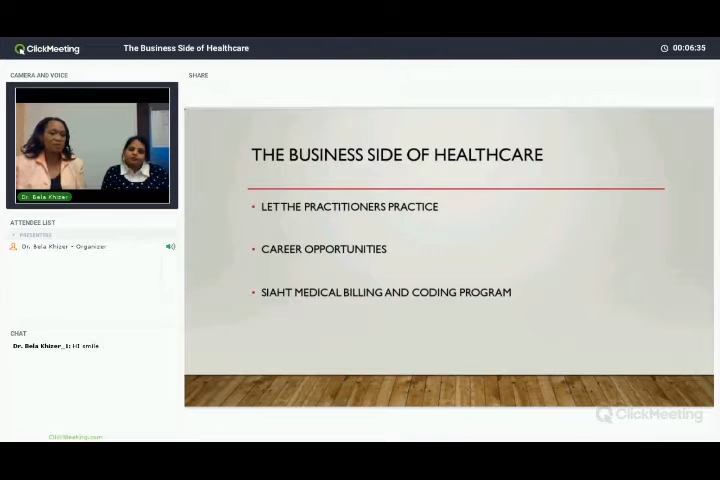 ClickMeeting
The Business Side of Healthcare
00:06:35
CAMERA AND VOICE
SHARE
Dr. Bela Khizer
ATTENDEE LIST
PRESENTERS
Dr. Bela Khizer - Organizer
CHAT
Dr. Bela Khizer_1: HI smile
ClickMeeting.com
THE BUSINESS SIDE OF HEALTHCARE
• LET THE PRACTITIONERS PRACTICE
• CAREER OPPORTUNITIES
• SIAHT MEDICAL BILLING AND CODING PROGRAM
ClickMeeting